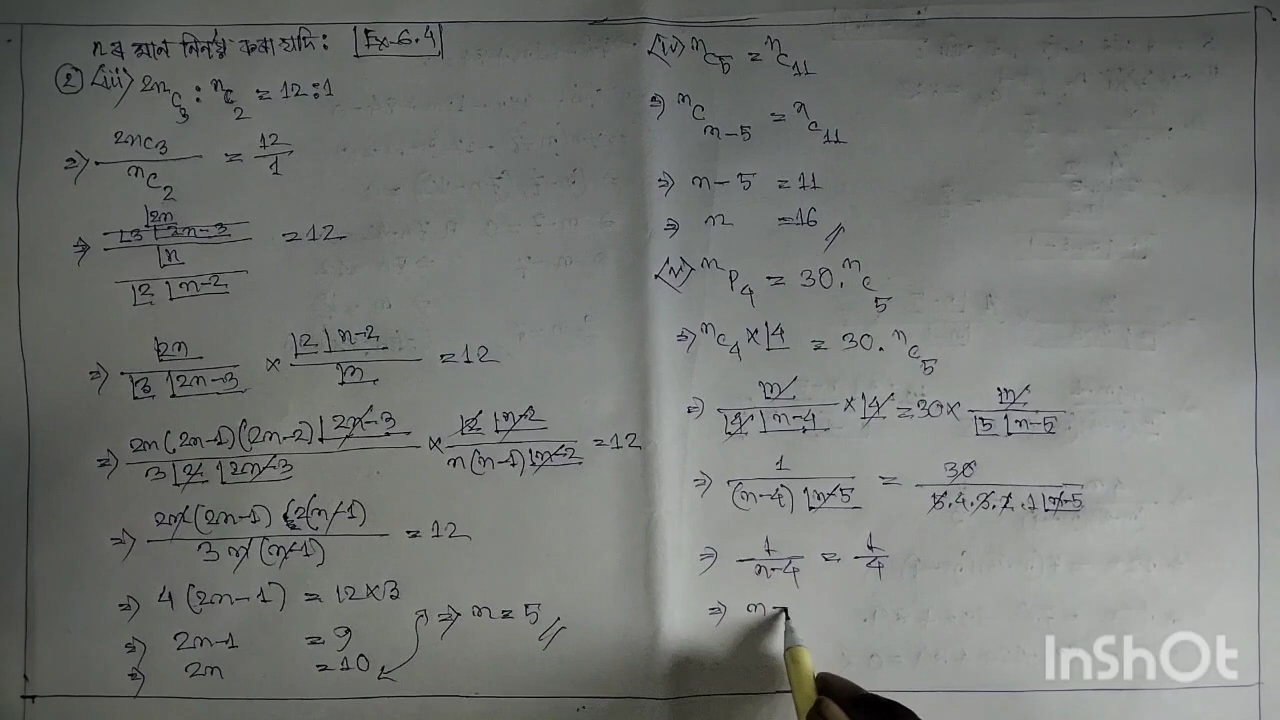 nৰ মান নিৰ্ণয় কৰা যদি: Ex-6.4
② (iii) 2nC₃ : ⁿC₂ = 12:1
⇒ 2nC₃ / ⁿC₂ = 12/1
⇒ (|2n / |3 |2n-3) / (|n / |2 |n-2) = 12
⇒ |2n / |3 |2n-3 × |2 |n-2 / |n = 12
⇒ 2n(2n-1)(2n-2) |2n-3 / 3 |2 |2n-3 × |2 |n-2 / n(n-1) |n-2 = 12
⇒ 2n(2n-1) 2(n-1) / 3n(n-1) = 12
⇒ 4(2n-1) = 12×3
⇒ 2n-1 = 9
⇒ 2n = 10
⇒ n = 5 //
(iv) ⁿC₅ = ⁿC₁₁
⇒ ⁿCₙ₋₅ = ⁿC₁₁
⇒ n-5 = 11
⇒ n = 16 //
(v) ⁿP₄ = 30.ⁿC₅
⇒ ⁿC₄ × |4 = 30.ⁿC₅
⇒ |n / |4 |n-4 × |4 = 30 × |n / |5 |n-5
⇒ 1 / (n-4) |n-5 = 30 / 5.4.3.2.1 |n-5
⇒ 1 / n-4 = 1 / 4
⇒ n-
InShOt